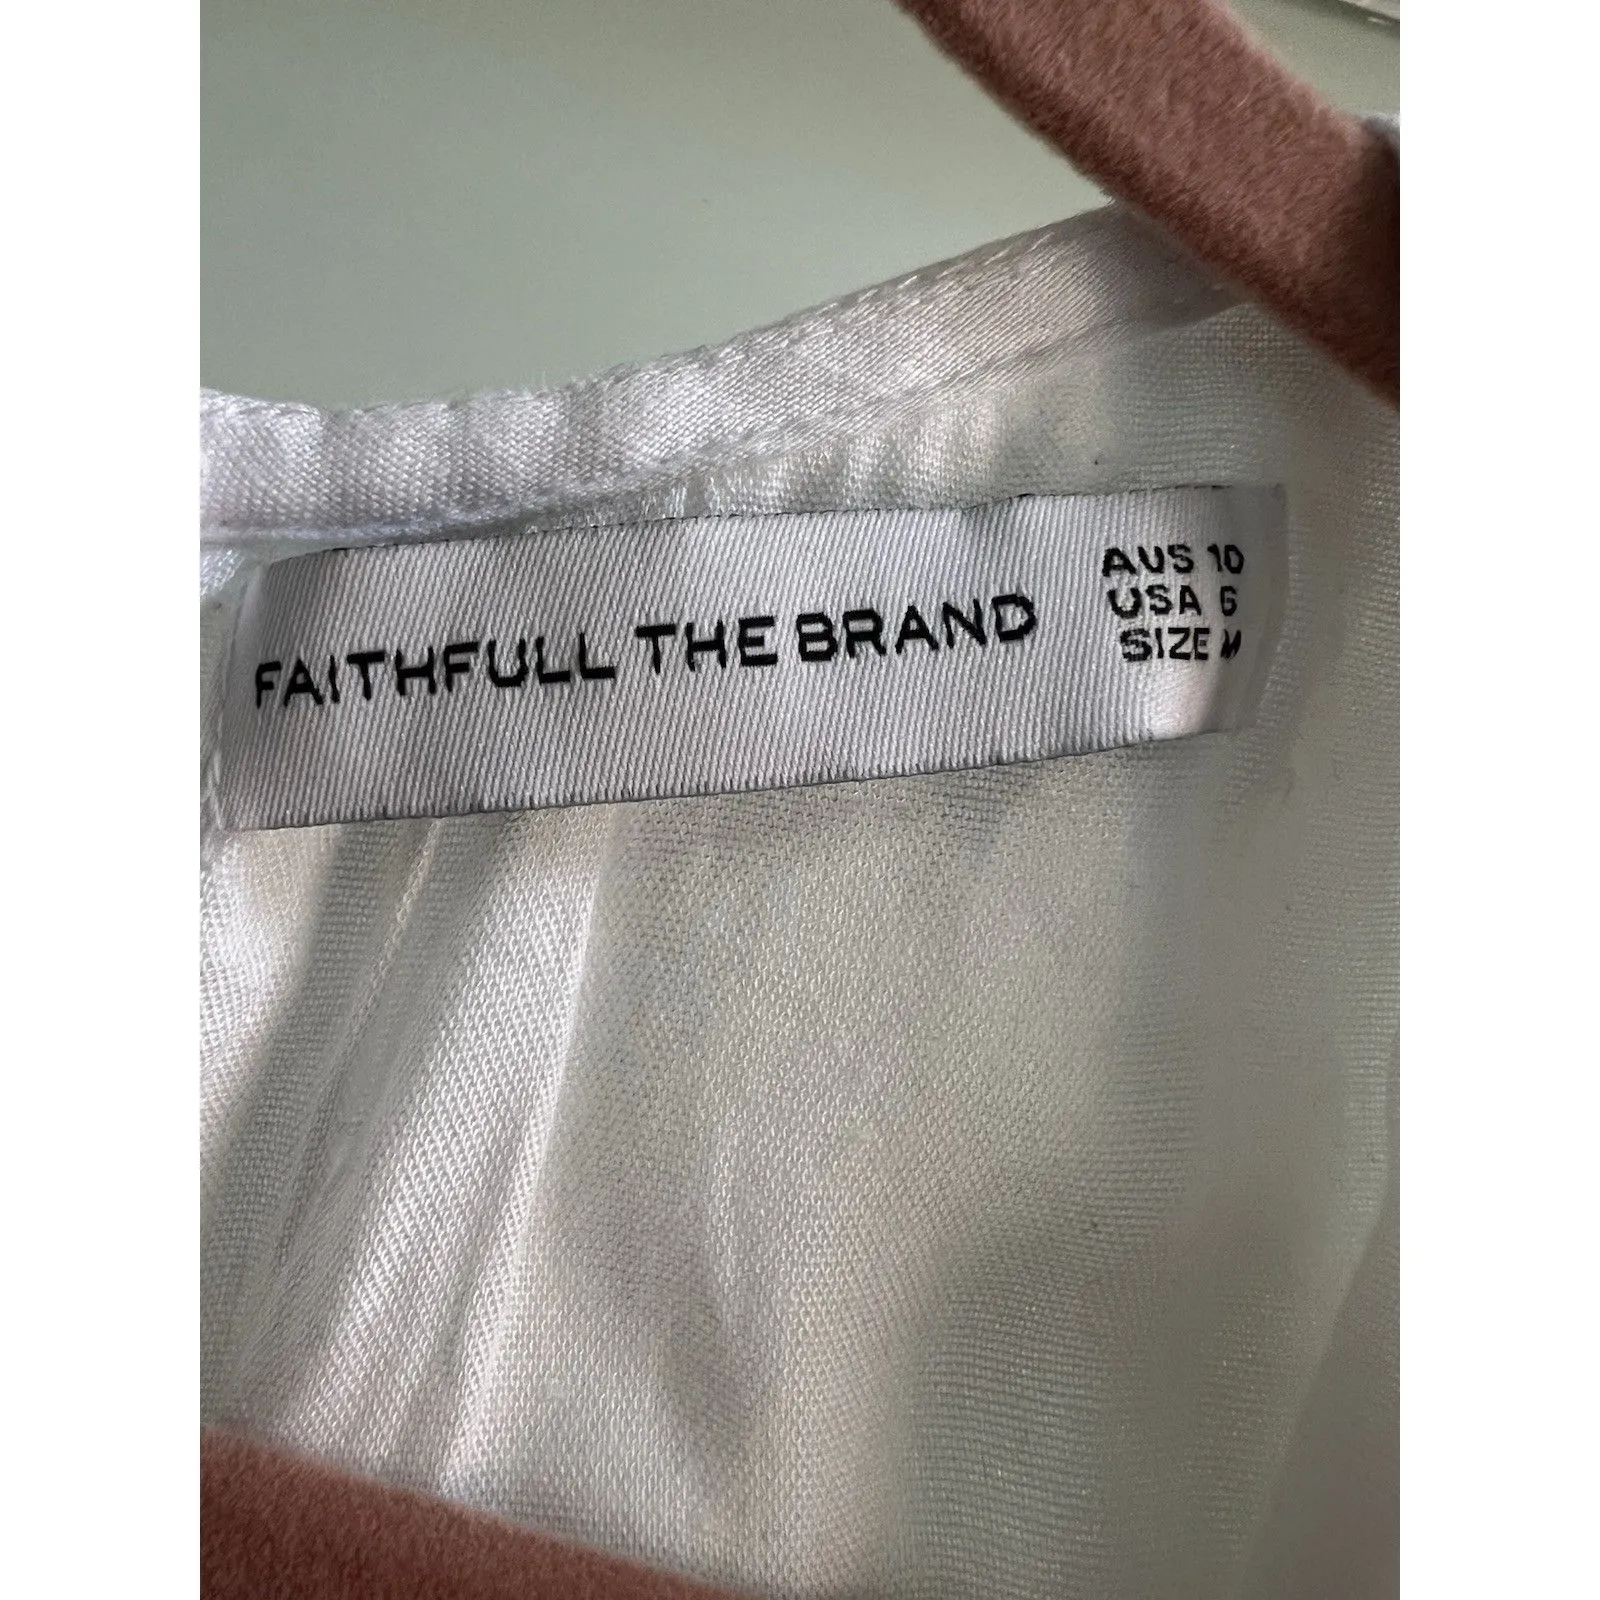 FAITHFULL THE BRAND
AUS 10
USA 6
SIZE M